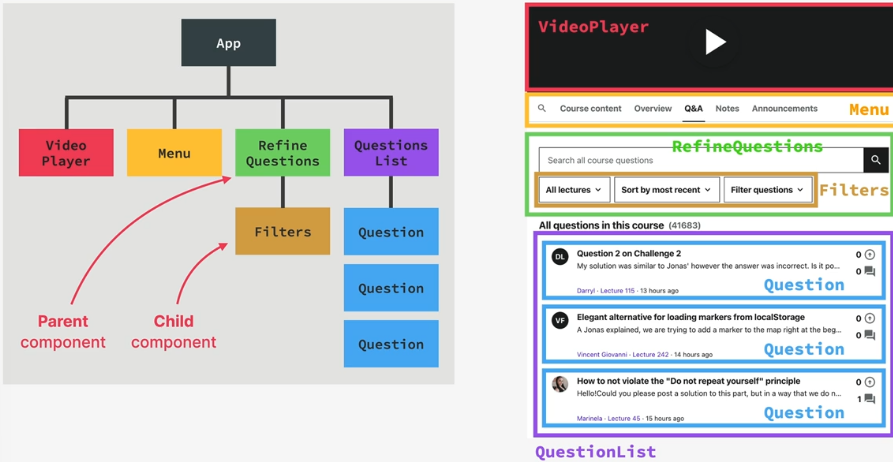 App
Video
Player
Menu
Refine
Questions
Questions
List
Filters
Question
Question
Question
Parent
component
Child
component
VideoPlayer
Course content Overview Q&A Notes Announcements
Menu
RefineQuestions
Search all course questions
All lectures Sort by most recent Filter questions
Filters
All questions in this course (41683)
DL
Question 2 on Challenge 2
0
My solution was similar to Jonas' however the answer was incorrect. Is it po...
0
Question
Darryl · Lecture 115 · 13 hours ago
VF
Elegant alternative for loading markers from localStorage
0
A Jonas explained, we are trying to add a marker to the map right at the beg...
0
Question
Vincent Giovanni · Lecture 242 · 14 hours ago
How to not violate the "Do not repeat yourself" principle
0
Hello!Could you please post a solution to this part, but in a way that we do n...
1
Question
Marinela · Lecture 45 · 15 hours ago
QuestionList